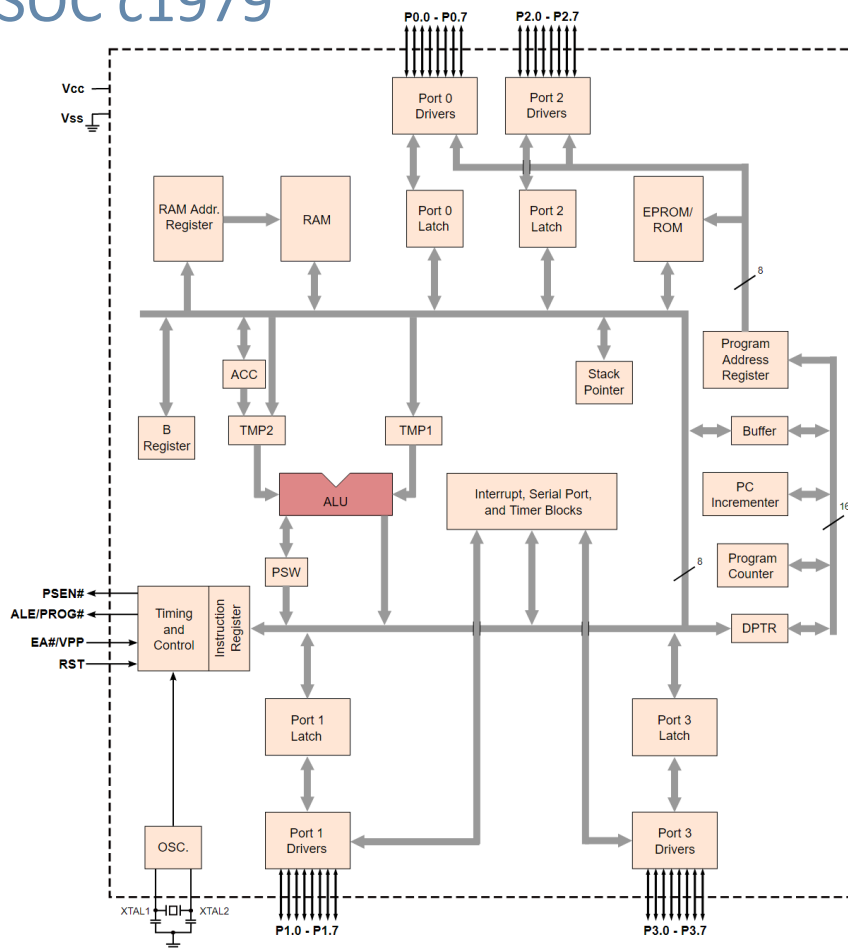 SOC c1979
P0.0 - P0.7
P2.0 - P2.7
Vcc
Vss
Port 0
Drivers
Port 2
Drivers
RAM Addr.
Register
RAM
Port 0
Latch
Port 2
Latch
EPROM/
ROM
8
Program
Address
Register
ACC
Stack
Pointer
B
Register
TMP2
TMP1
Buffer
ALU
Interrupt, Serial Port,
and Timer Blocks
PC
Incrementer
16
PSW
8
Program
Counter
PSEN#
ALE/PROG#
EA#/VPP
RST
Timing
and
Control
Instruction
Register
DPTR
Port 1
Latch
Port 3
Latch
OSC.
Port 1
Drivers
Port 3
Drivers
XTAL1
XTAL2
P1.0 - P1.7
P3.0 - P3.7